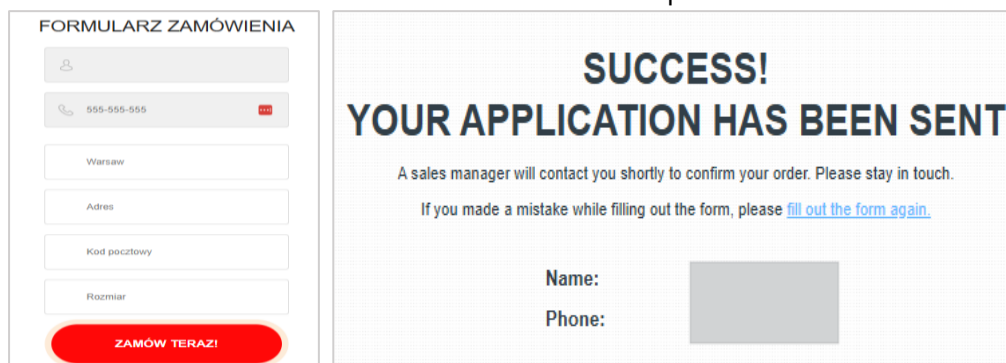 FORMULARZ ZAMÓWIENIA
555-555-555
Warsaw
Adres
Kod pocztowy
Rozmiar
ZAMÓW TERAZ!
SUCCESS!
YOUR APPLICATION HAS BEEN SENT
A sales manager will contact you shortly to confirm your order. Please stay in touch.
If you made a mistake while filling out the form, please fill out the form again.
Name:
Phone: